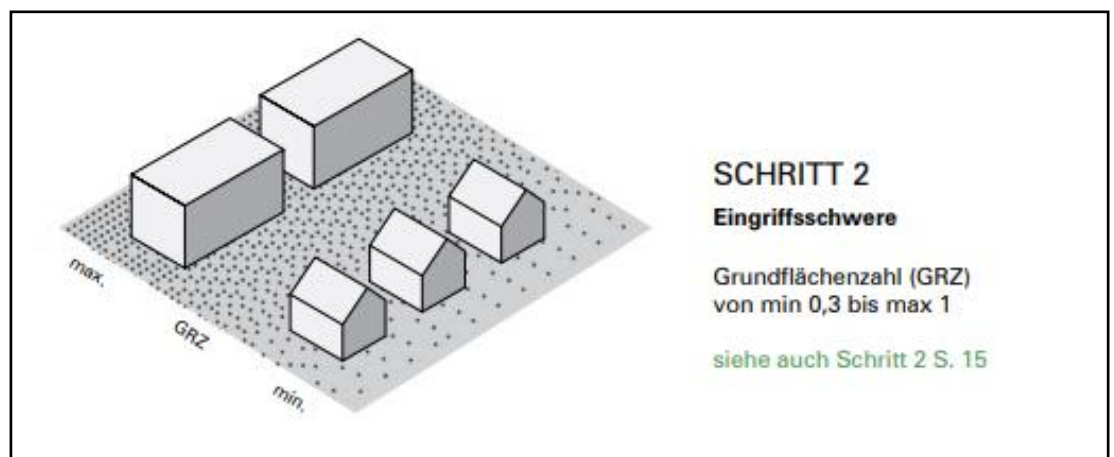 max.
GRZ
min.
SCHRITT 2
Eingriffsschwere
Grundflächenzahl (GRZ)
von min 0,3 bis max 1
siehe auch Schritt 2 S. 15